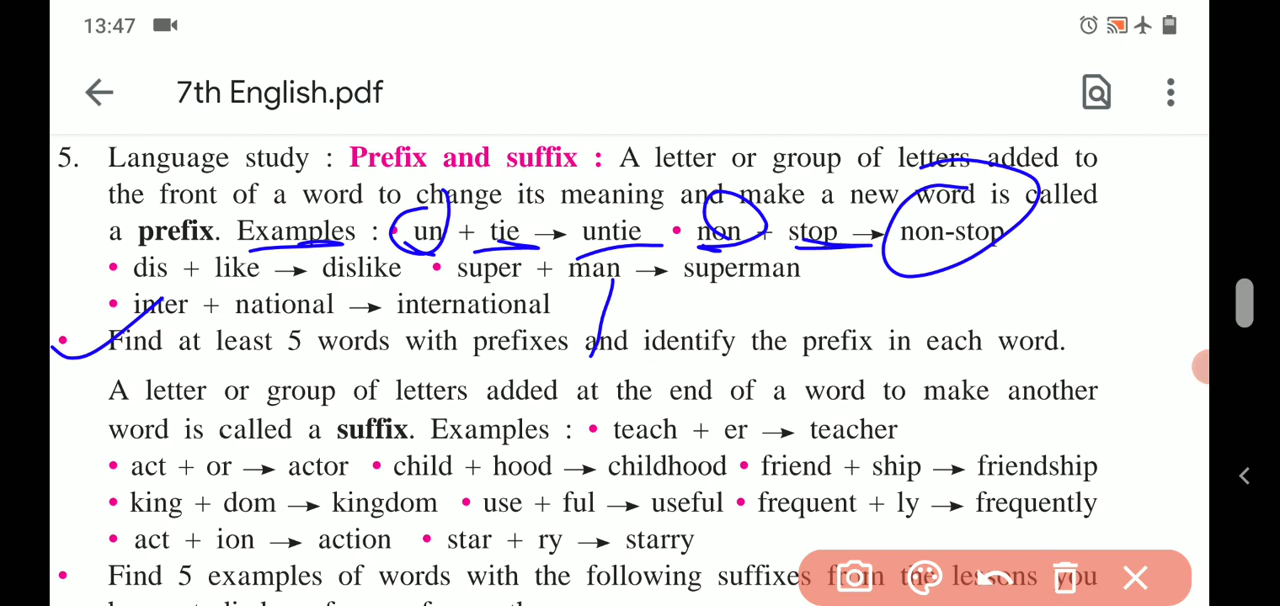 13:47
7th English.pdf
5. Language study : Prefix and suffix : A letter or group of letters added to
the front of a word to change its meaning and make a new word is called
a prefix. Examples : • un + tie → untie • non + stop → non-stop
• dis + like → dislike • super + man → superman
• inter + national → international
• Find at least 5 words with prefixes and identify the prefix in each word.
A letter or group of letters added at the end of a word to make another
word is called a suffix. Examples : • teach + er → teacher
• act + or → actor • child + hood → childhood • friend + ship → friendship
• king + dom → kingdom • use + ful → useful • frequent + ly → frequently
• act + ion → action • star + ry → starry
• Find 5 examples of words with the following suffixes from the lessons you